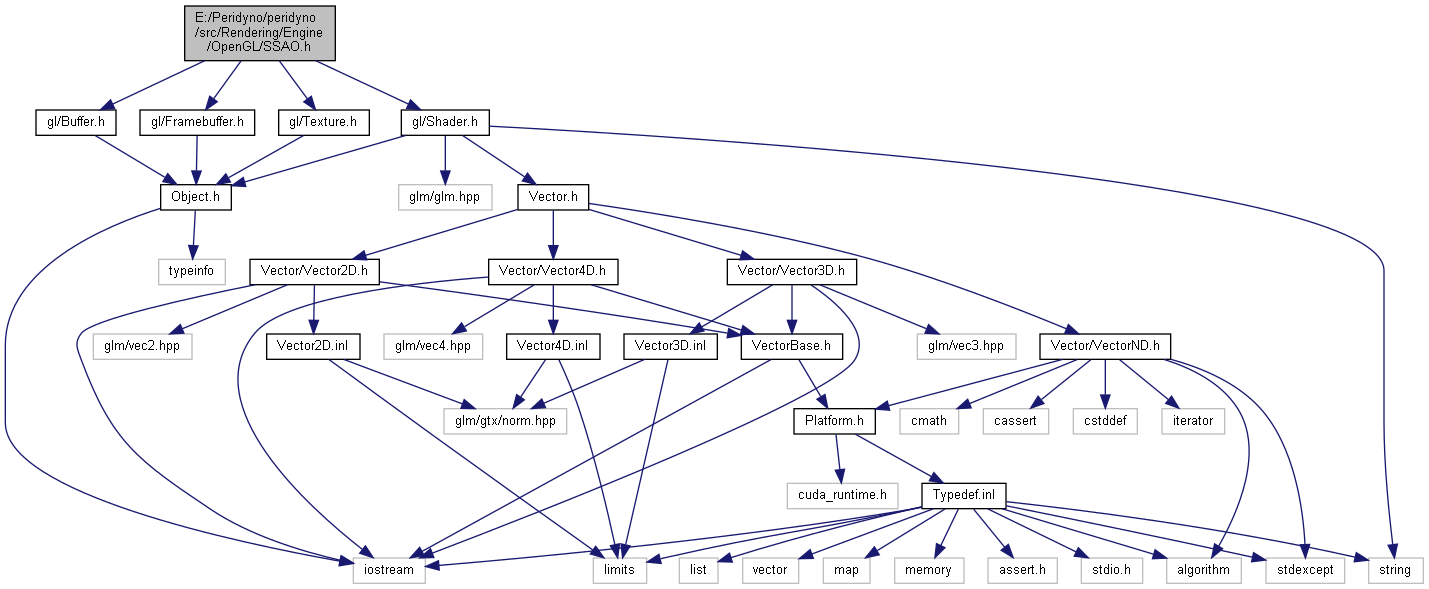 E:/Peridyno/peridyno
/src/Rendering/Engine
/OpenGL/SSAO.h
gl/Buffer.h
gl/Framebuffer.h
gl/Texture.h
gl/Shader.h
Object.h
glm/glm.hpp
Vector.h
typeinfo
Vector/Vector2D.h
Vector/Vector4D.h
Vector/Vector3D.h
glm/vec2.hpp
Vector2D.inl
glm/vec4.hpp
Vector4D.inl
Vector3D.inl
VectorBase.h
glm/vec3.hpp
Vector/VectorND.h
glm/gtx/norm.hpp
Platform.h
cmath
cassert
cstddef
iterator
cuda_runtime.h
Typedef.inl
iostream
limits
list
vector
map
memory
assert.h
stdio.h
algorithm
stdexcept
string